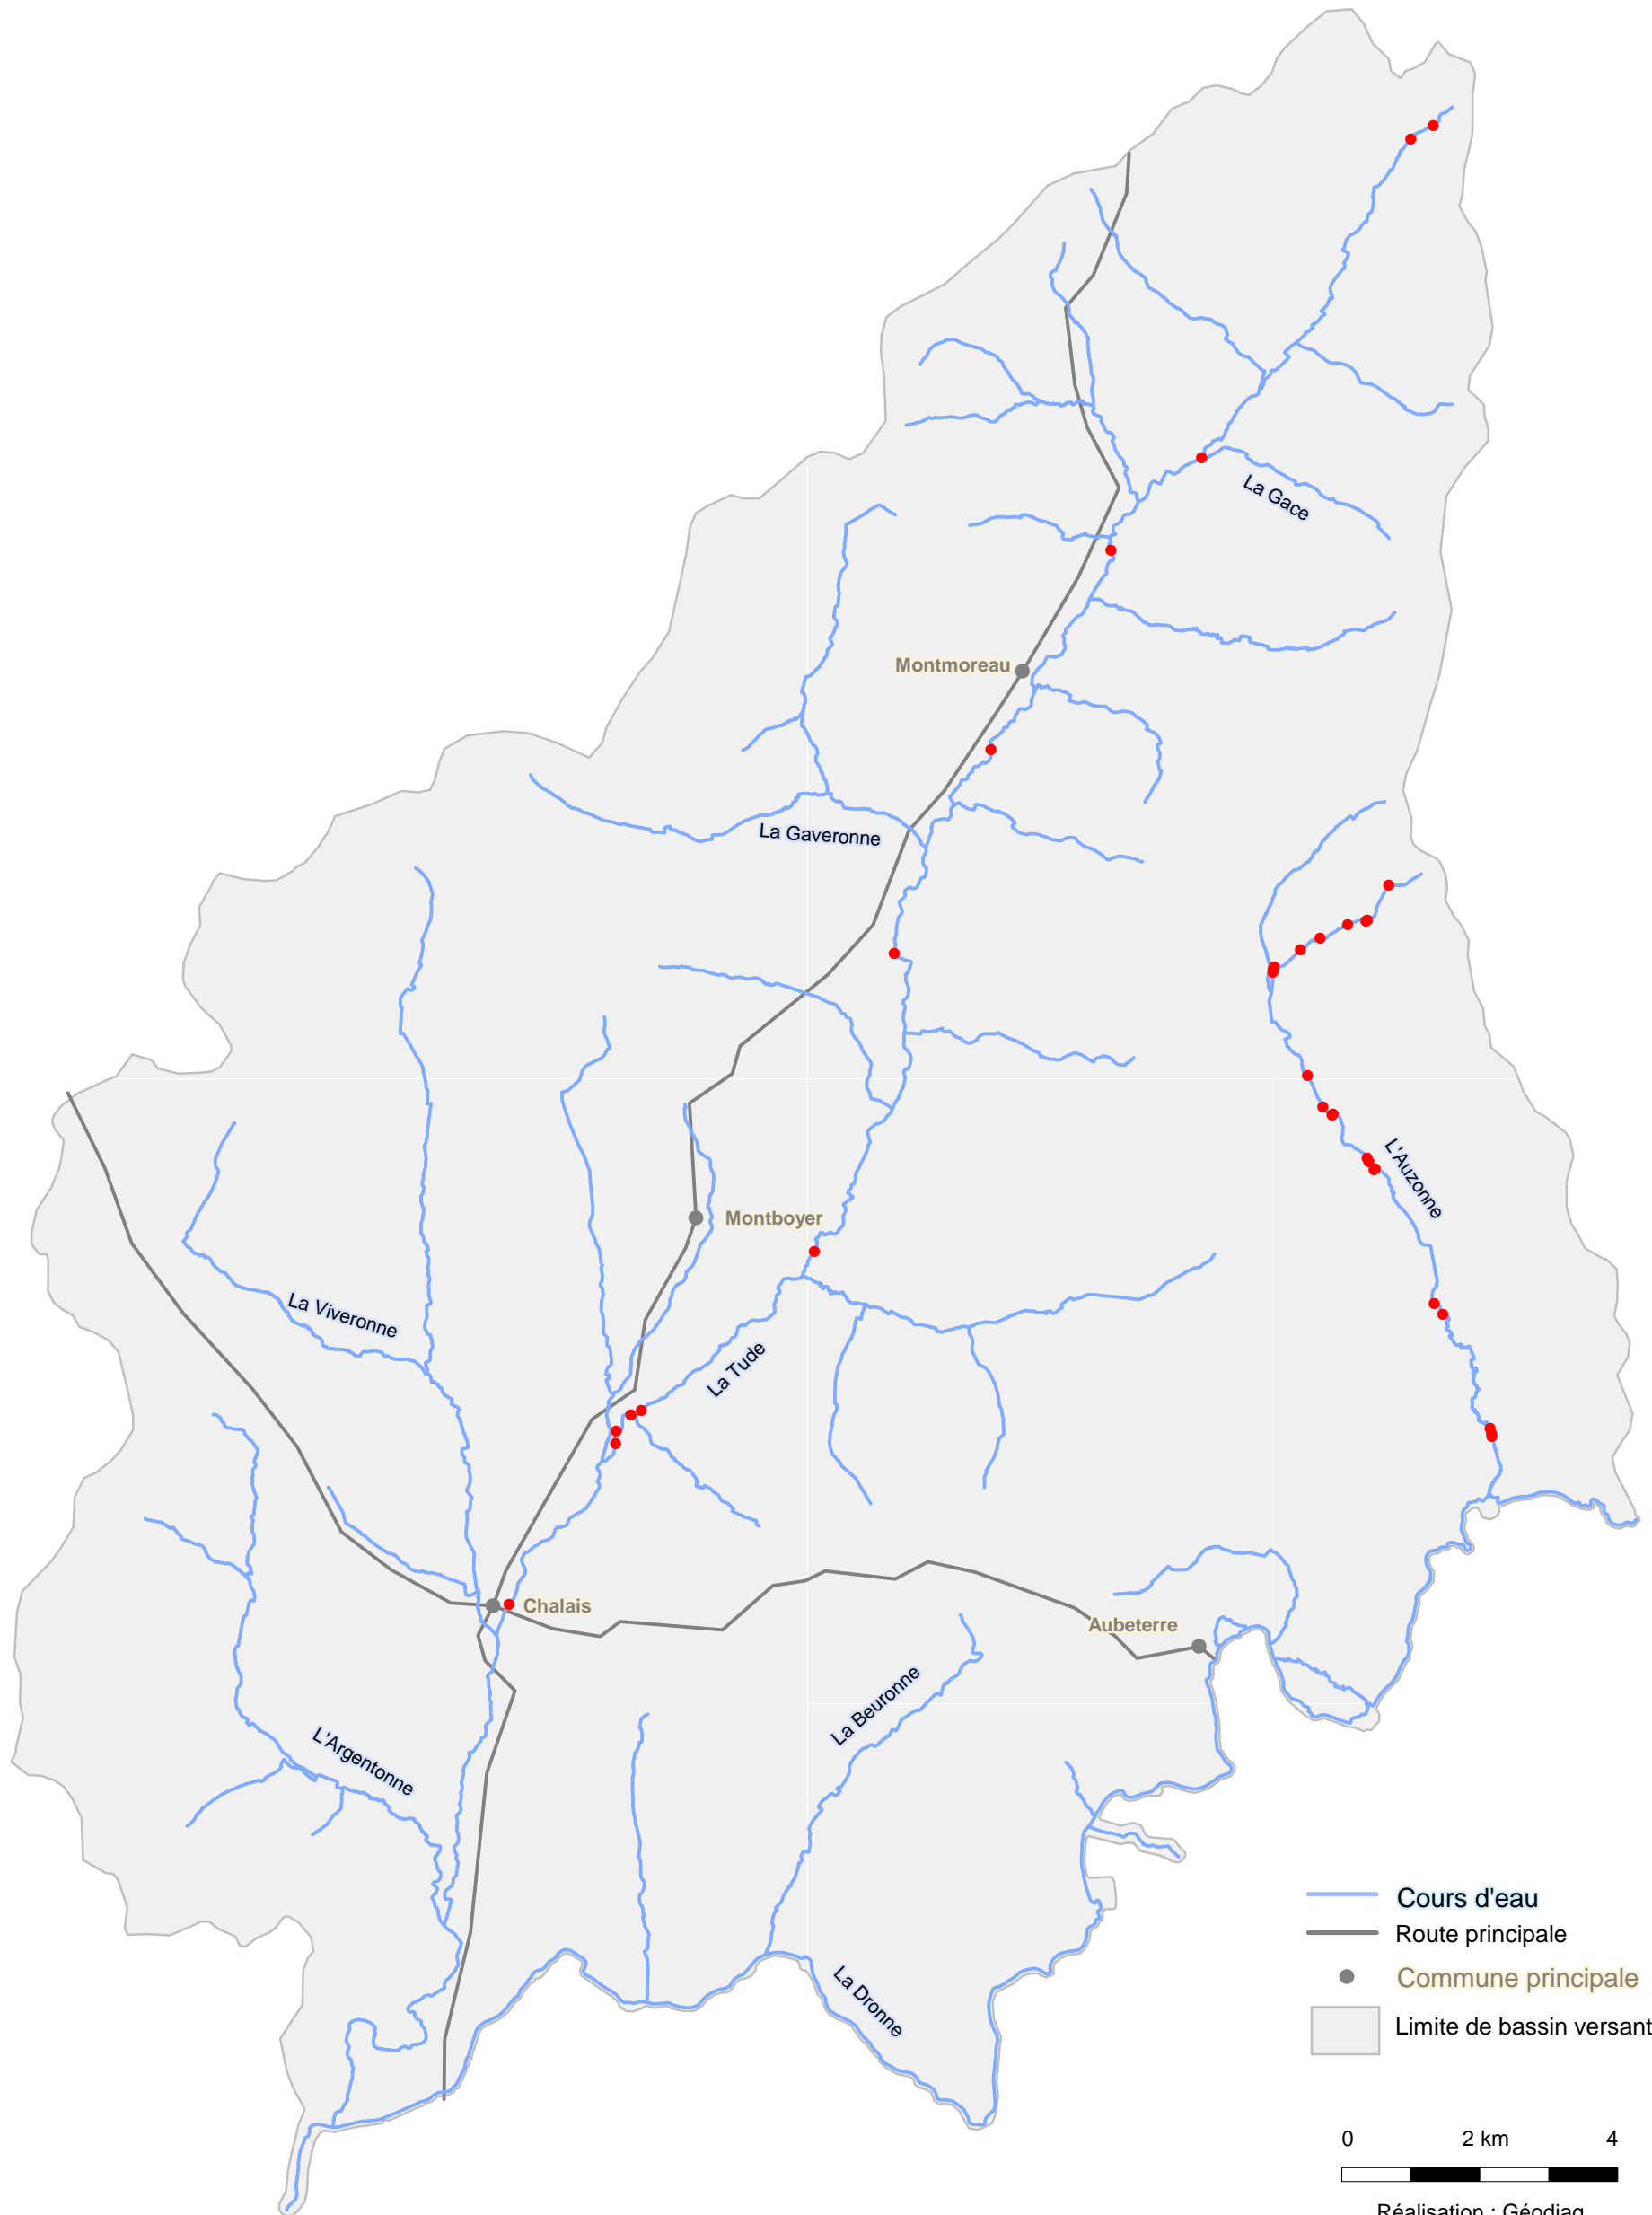 La Gace
Montmoreau
La Gaveronne
L'Auzonne
Montboyer
La Viveronne
La Tude
Chalais
Aubeterre
La Beuronne
L'Argentonne
La Dronne
Cours d'eau
Route principale
Commune principale
Limite de bassin versant
0 2 km 4
Réalisation : Géodiag